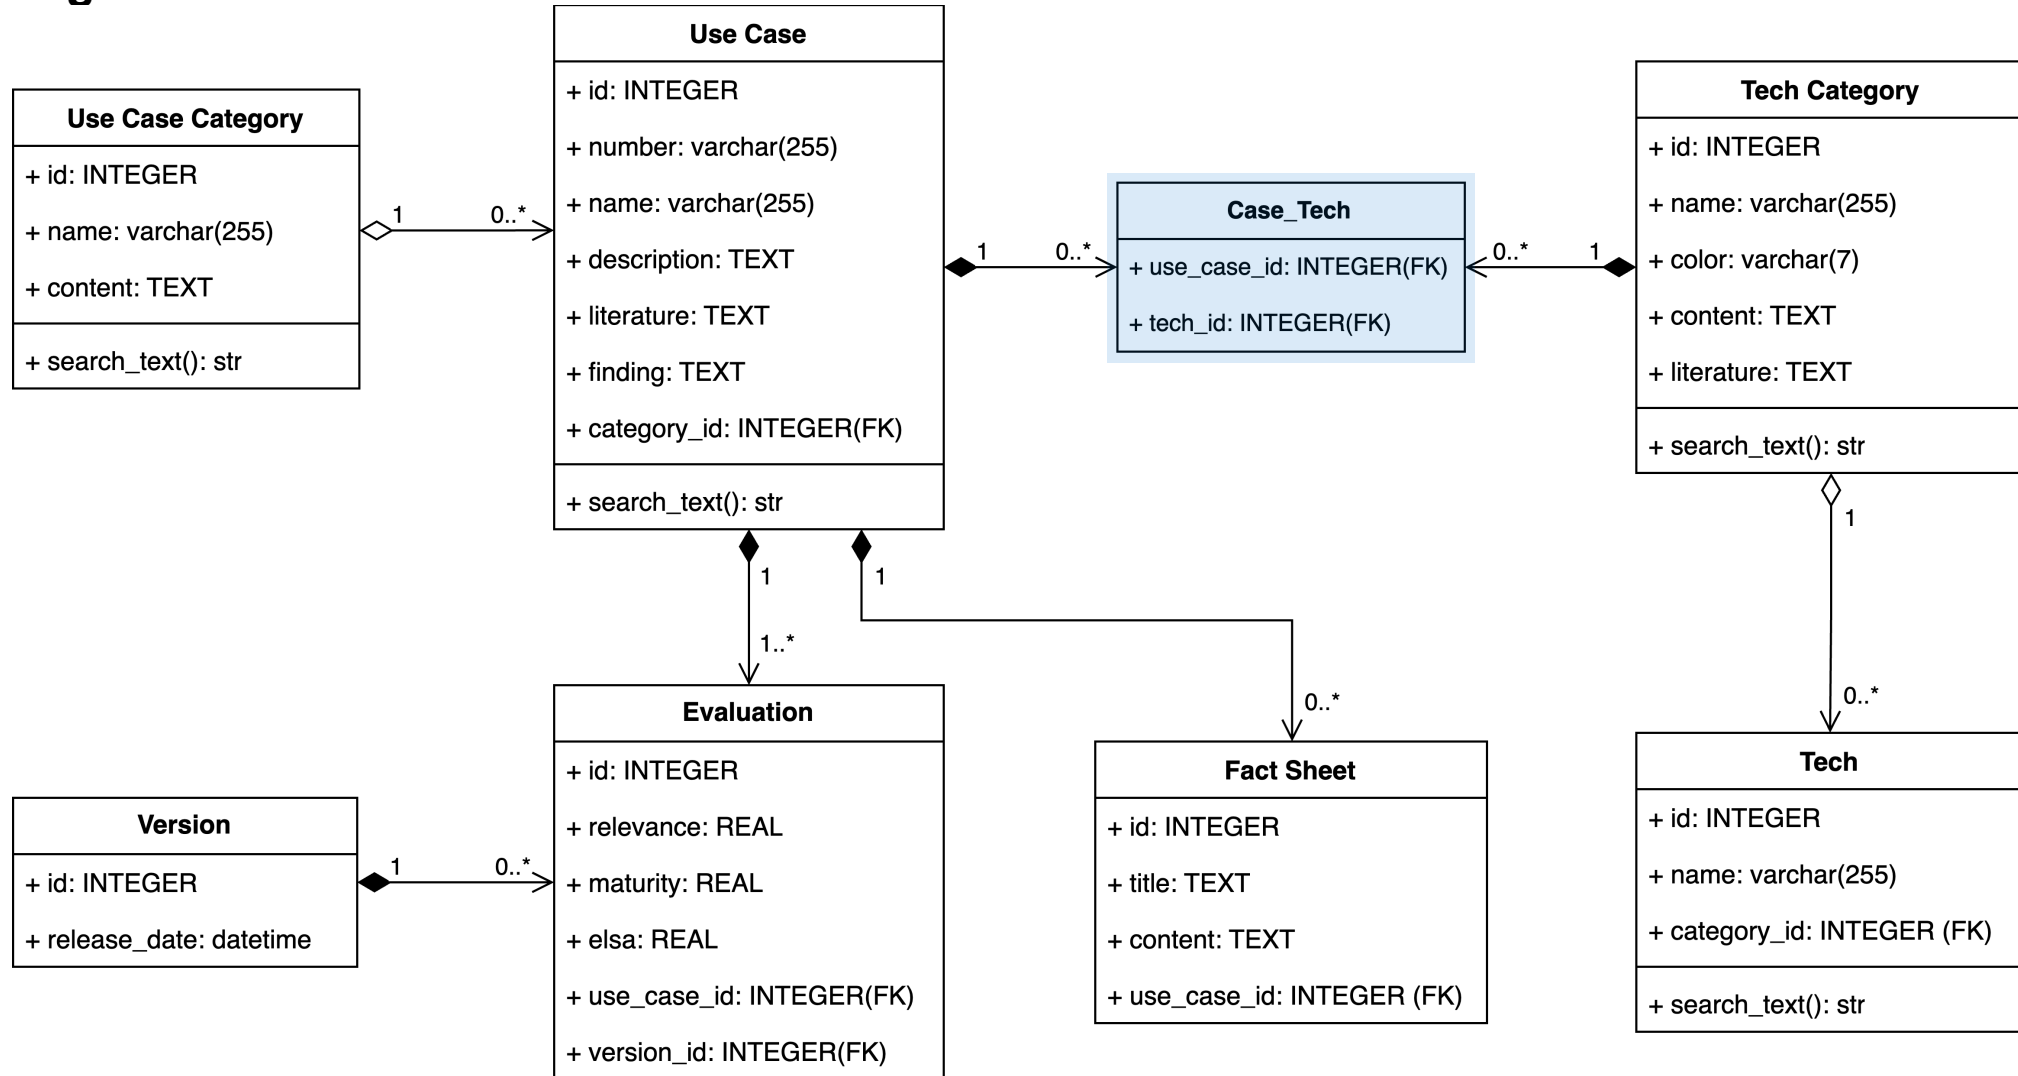 Use Case Category
+ id: INTEGER
+ name: varchar(255)
+ content: TEXT
+ search_text(): str
1
0..*
Use Case
+ id: INTEGER
+ number: varchar(255)
+ name: varchar(255)
+ description: TEXT
+ literature: TEXT
+ finding: TEXT
+ category_id: INTEGER(FK)
+ search_text(): str
1
0..*
Case_Tech
+ use_case_id: INTEGER(FK)
+ tech_id: INTEGER(FK)
0..*
1
Tech Category
+ id: INTEGER
+ name: varchar(255)
+ color: varchar(7)
+ content: TEXT
+ literature: TEXT
+ search_text(): str
1
0..*
1
1..*
1
0..*
Version
+ id: INTEGER
+ release_date: datetime
1
0..*
Evaluation
+ id: INTEGER
+ relevance: REAL
+ maturity: REAL
+ elsa: REAL
+ use_case_id: INTEGER(FK)
+ version_id: INTEGER(FK)
Fact Sheet
+ id: INTEGER
+ title: TEXT
+ content: TEXT
+ use_case_id: INTEGER (FK)
Tech
+ id: INTEGER
+ name: varchar(255)
+ category_id: INTEGER (FK)
+ search_text(): str